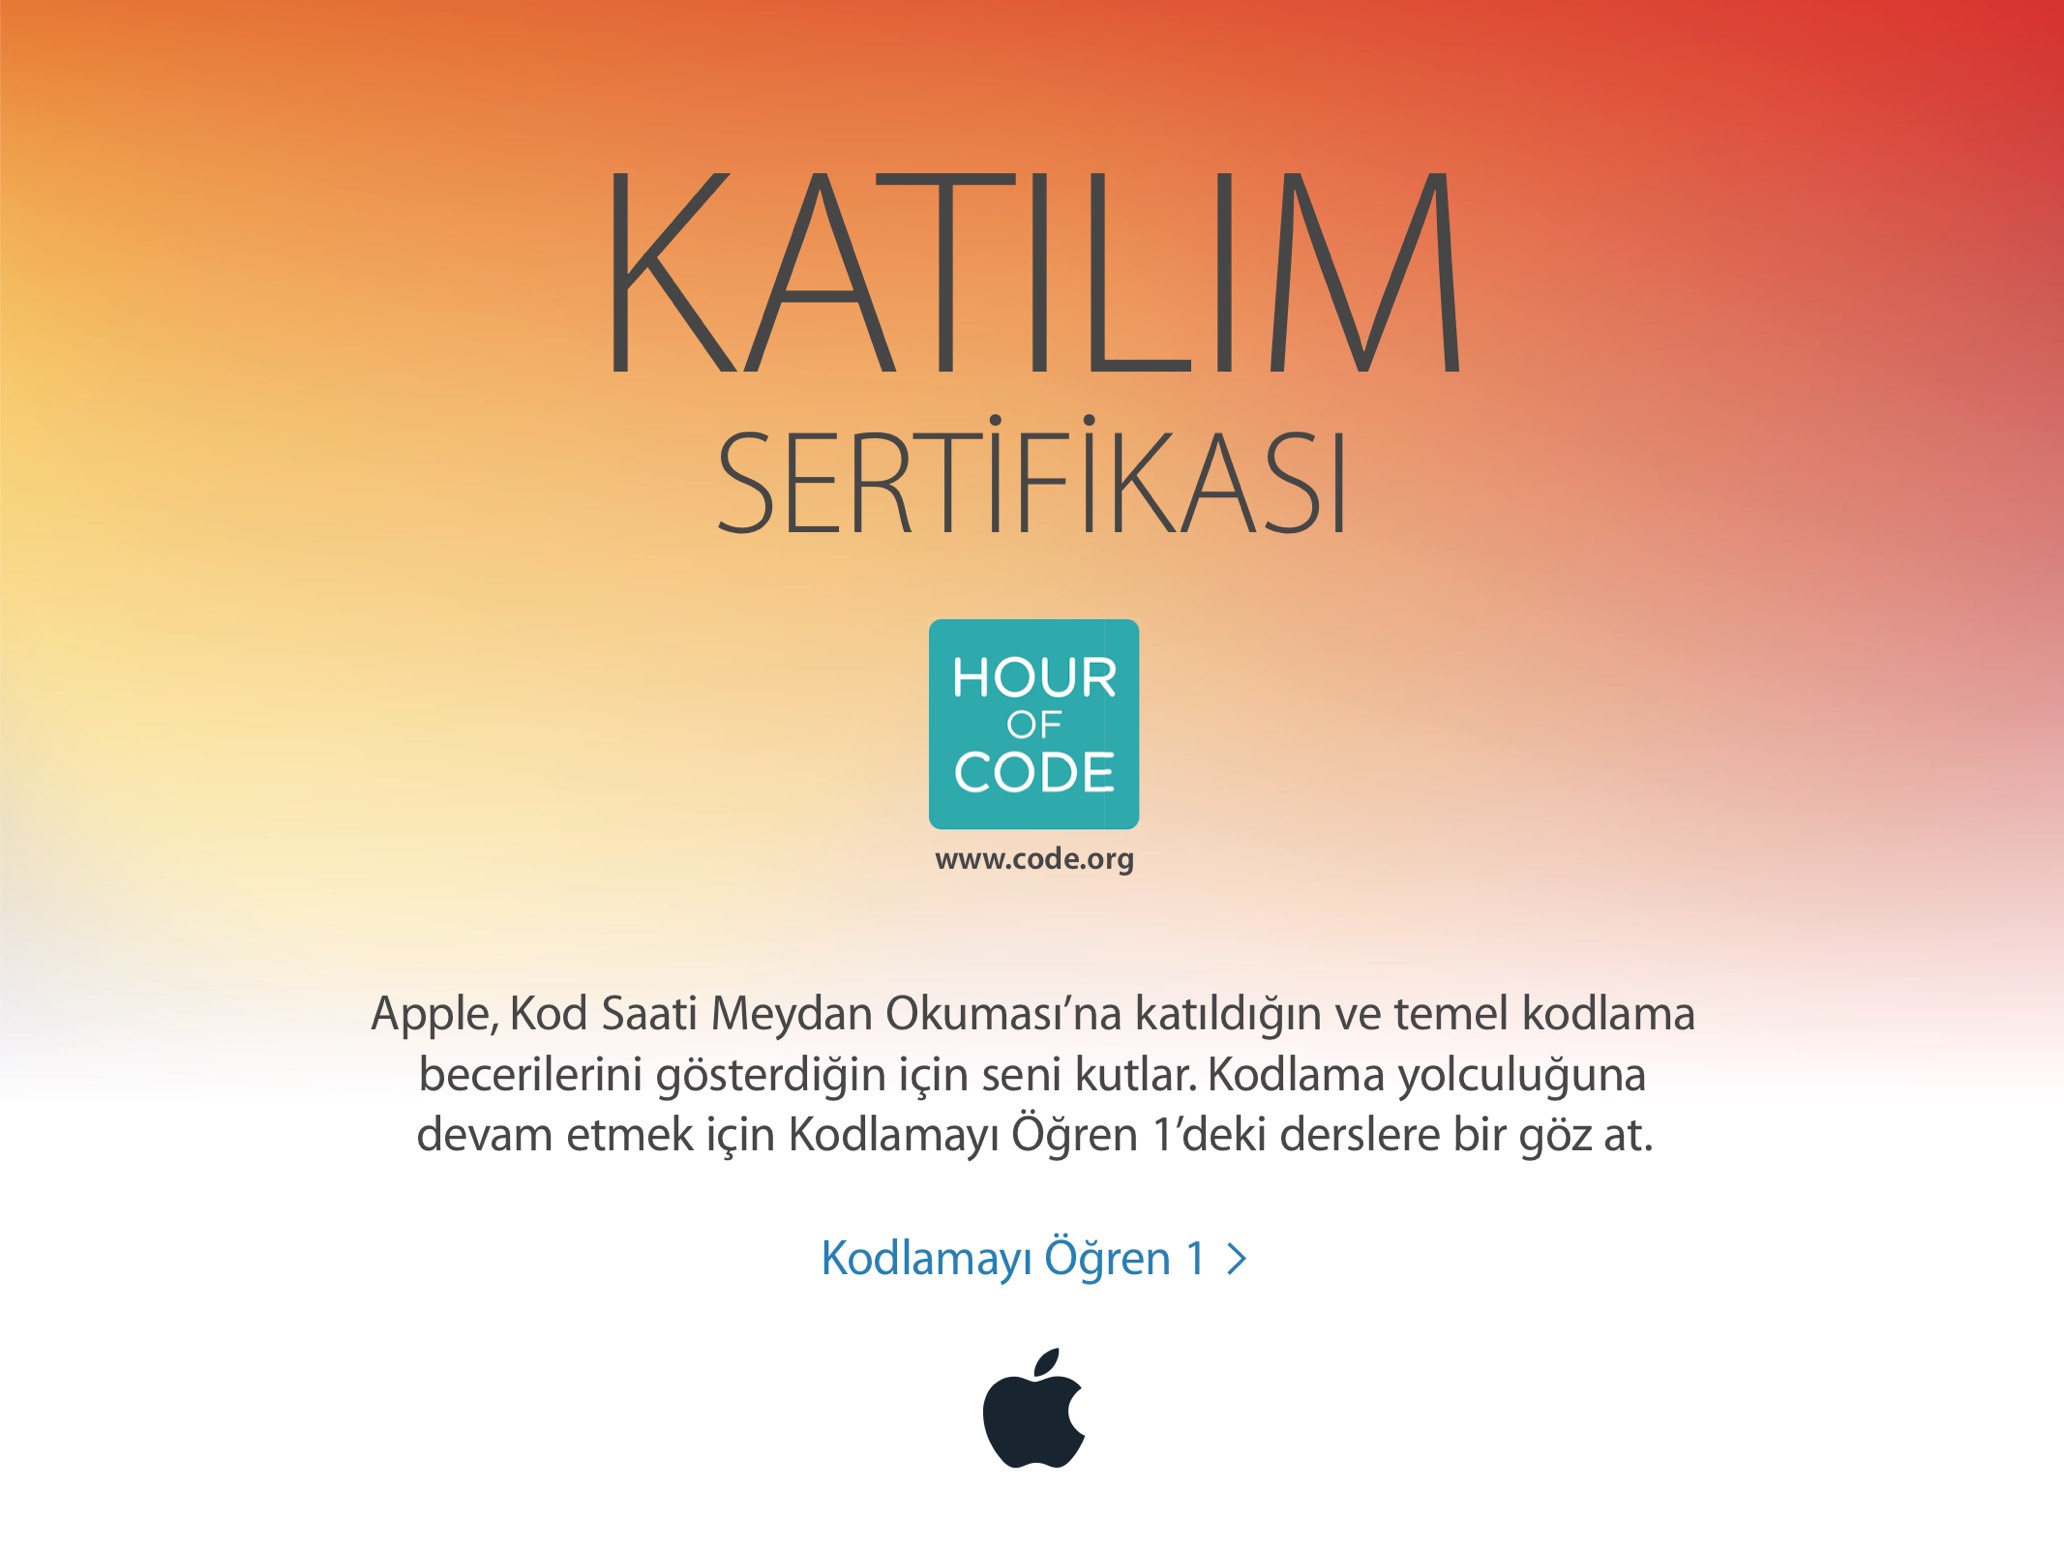 KATILIM
SERTİFİKASI
HOUR
OF
CODE
www.code.org
Apple, Kod Saati Meydan Okuması’na katıldığın ve temel kodlama
becerilerini gösterdiğin için seni kutlar. Kodlama yolculuğuna
devam etmek için Kodlamayı Öğren 1’deki derslere bir göz at.
Kodlamayı Öğren 1 >